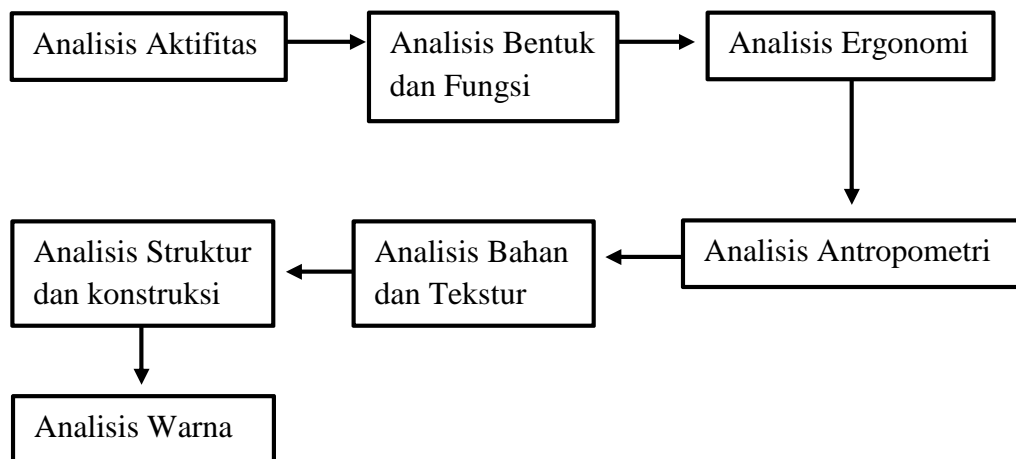 Analisis Aktifitas
Analisis Bentuk
dan Fungsi
Analisis Ergonomi
Analisis Antropometri
Analisis Bahan
dan Tekstur
Analisis Struktur
dan konstruksi
Analisis Warna